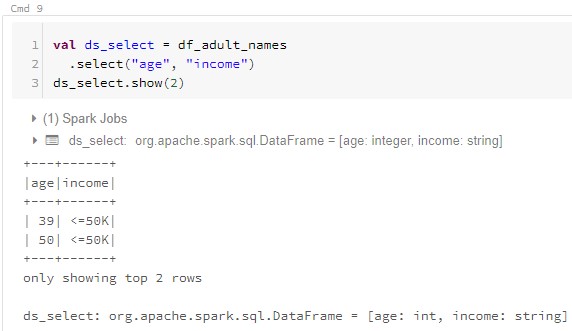 Cmd 9
1 val ds_select = df_adult_names
2   .select("age", "income")
3 ds_select.show(2)
(1) Spark Jobs
ds_select: org.apache.spark.sql.DataFrame = [age: integer, income: string]
+---+------+
|age|income|
+---+------+
| 39| <=50K|
| 50| <=50K|
+---+------+
only showing top 2 rows
ds_select: org.apache.spark.sql.DataFrame = [age: int, income: string]